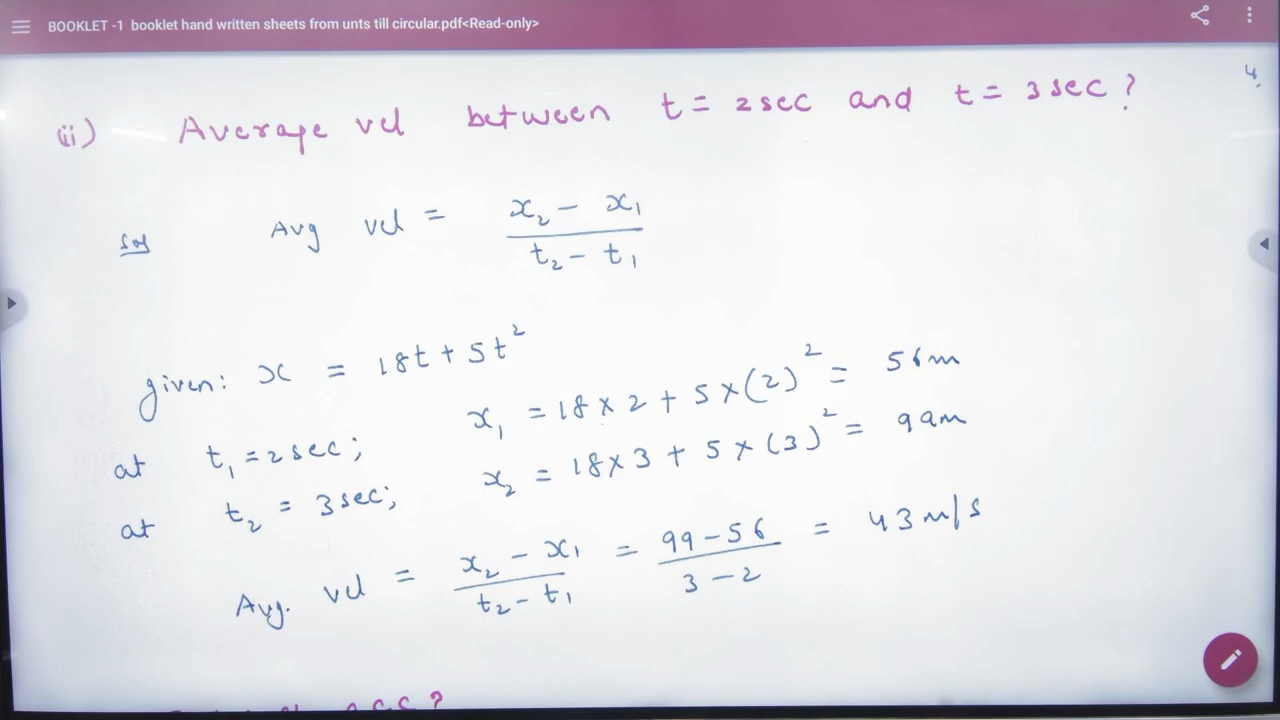 BOOKLET -1 booklet hand written sheets from unts till circular.pdf<Read-only>
4.
(ii) Average vel between t = 2sec and t = 3sec?
Sol Avg vel = x₂ - x₁ / t₂ - t₁
given: x = 18t + 5t²
at t₁ = 2sec; x₁ = 18 × 2 + 5 × (2)² = 56m
at t₂ = 3sec; x₂ = 18 × 3 + 5 × (3)² = 99m
Avg. vel = x₂ - x₁ / t₂ - t₁ = 99 - 56 / 3 - 2 = 43 m/s
acc?